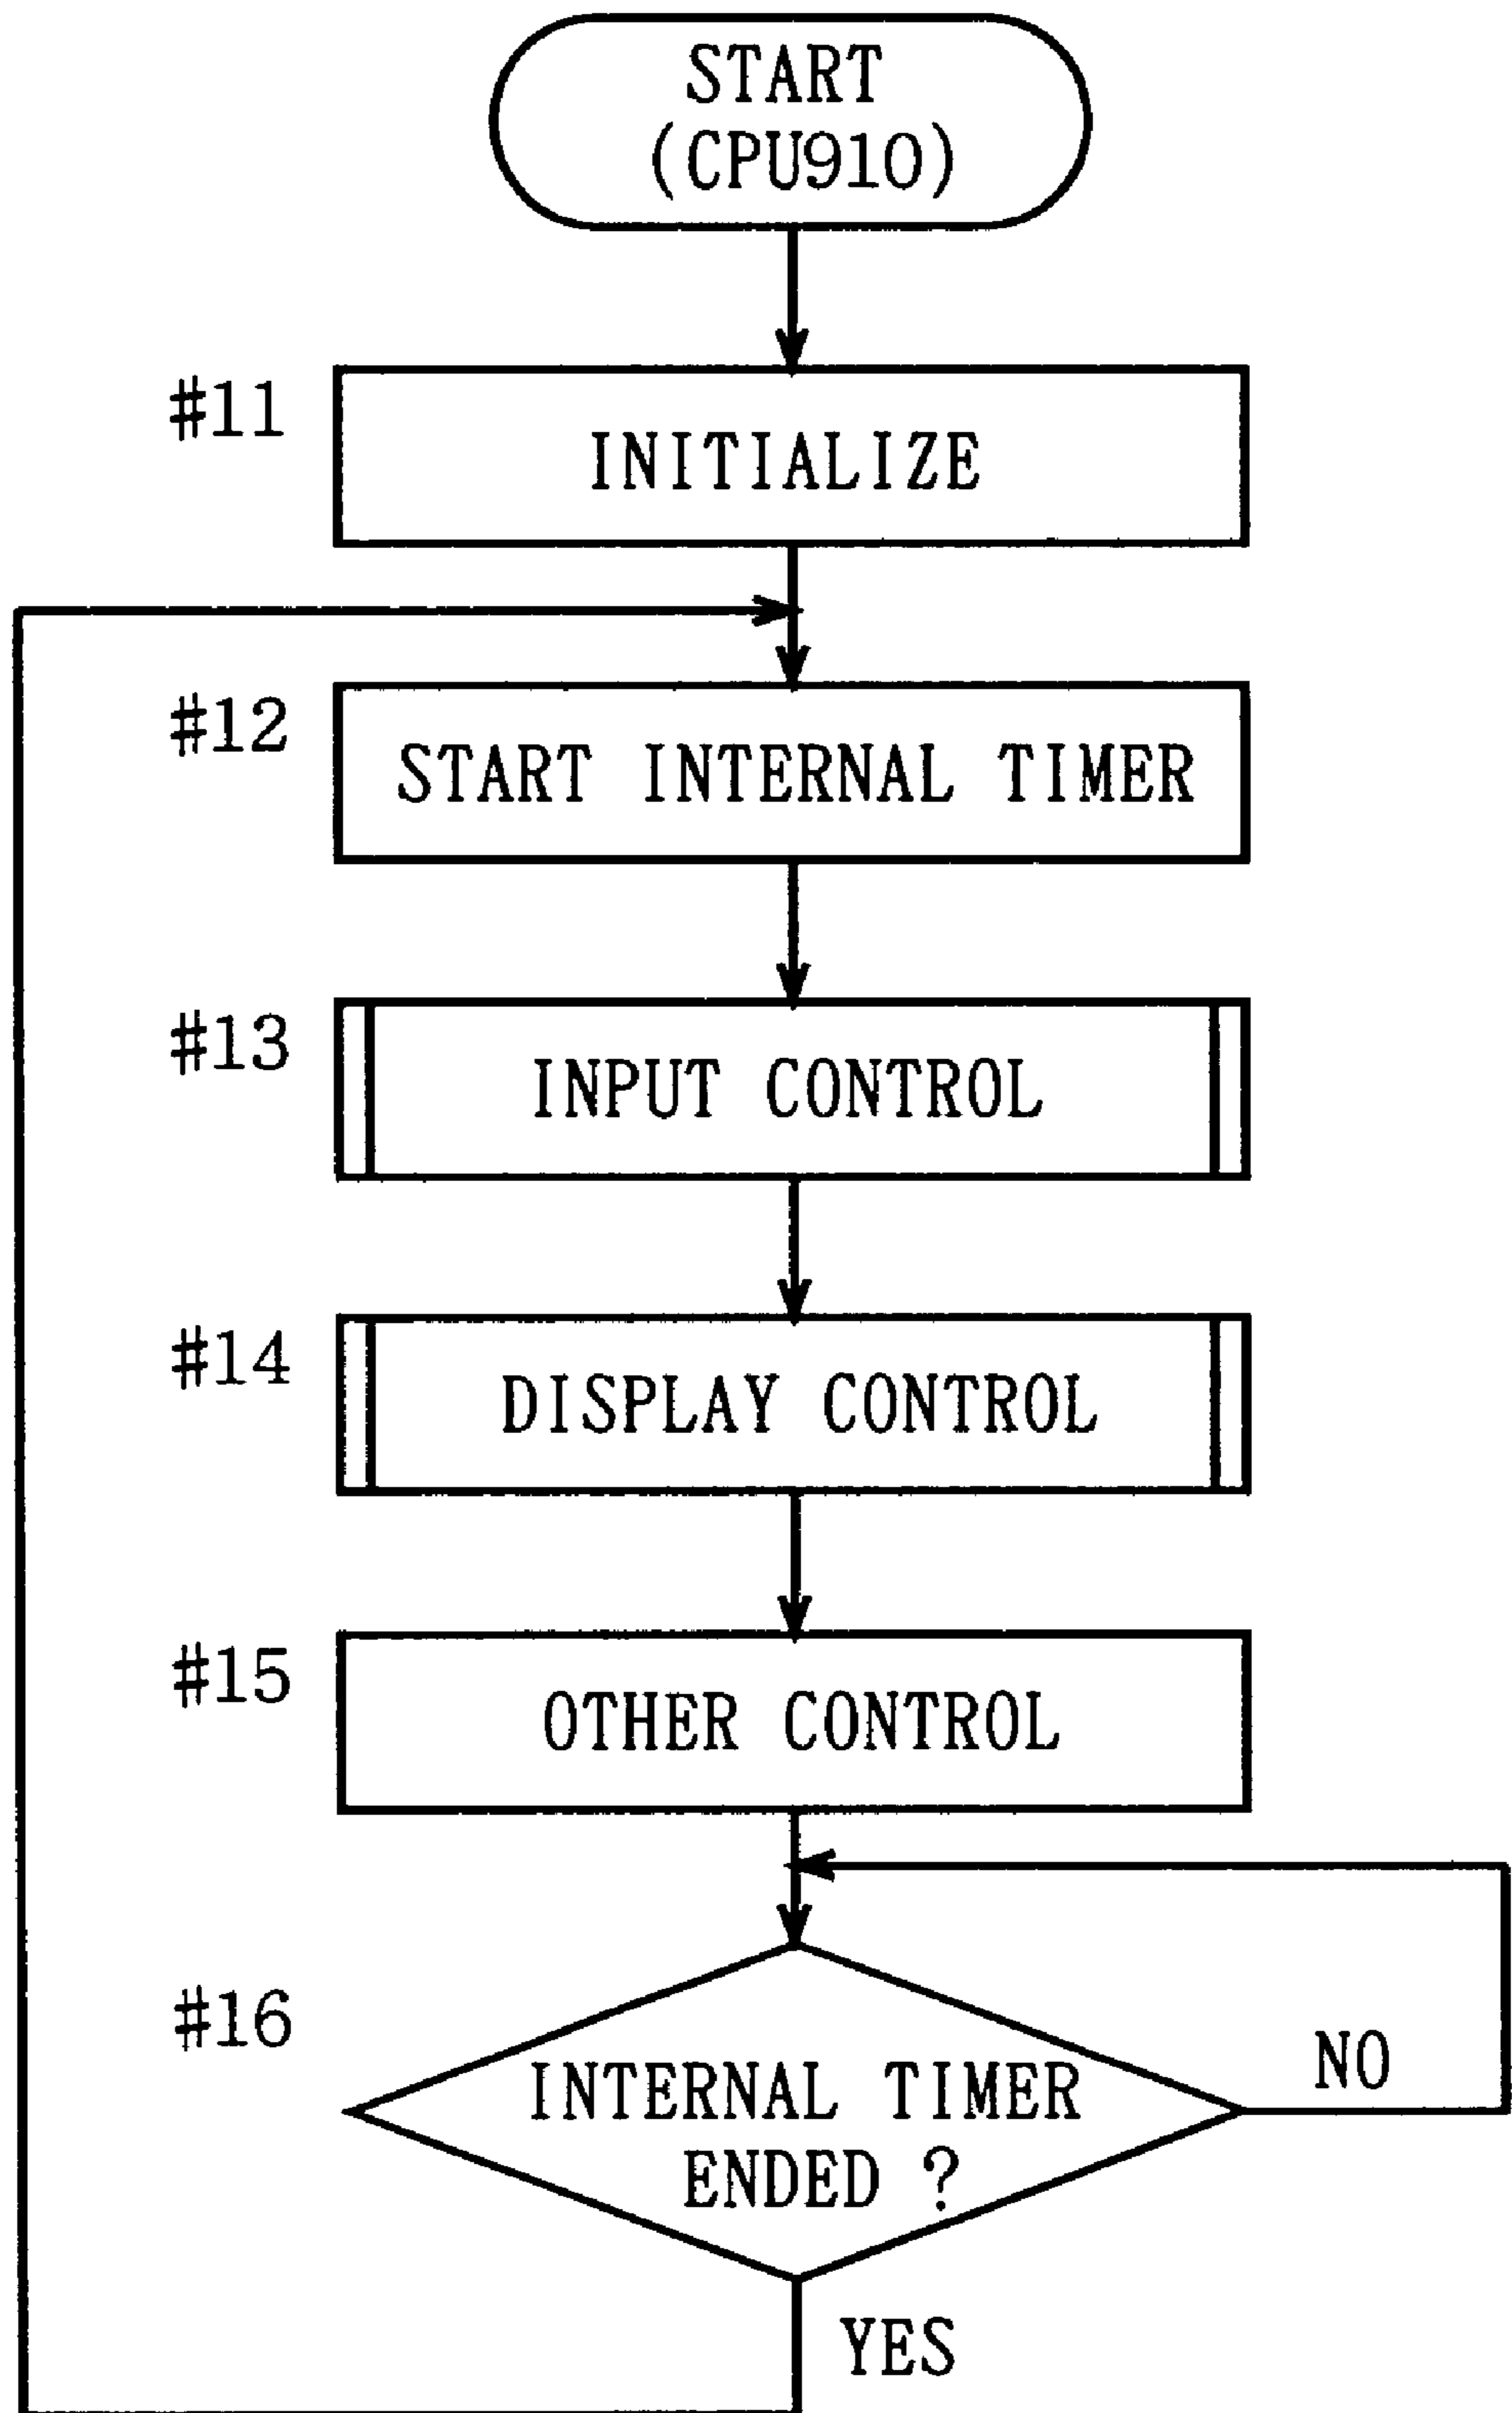 START
(CPU910)
#11
INITIALIZE
#12
START INTERNAL TIMER
#13
INPUT CONTROL
#14
DISPLAY CONTROL
#15
OTHER CONTROL
#16
INTERNAL TIMER
ENDED ?
NO
YES